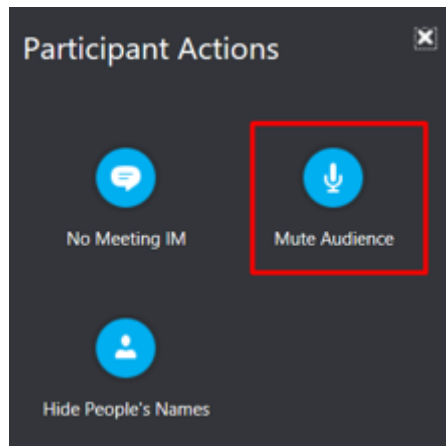 Participant Actions
No Meeting IM
Mute Audience
Hide People's Names